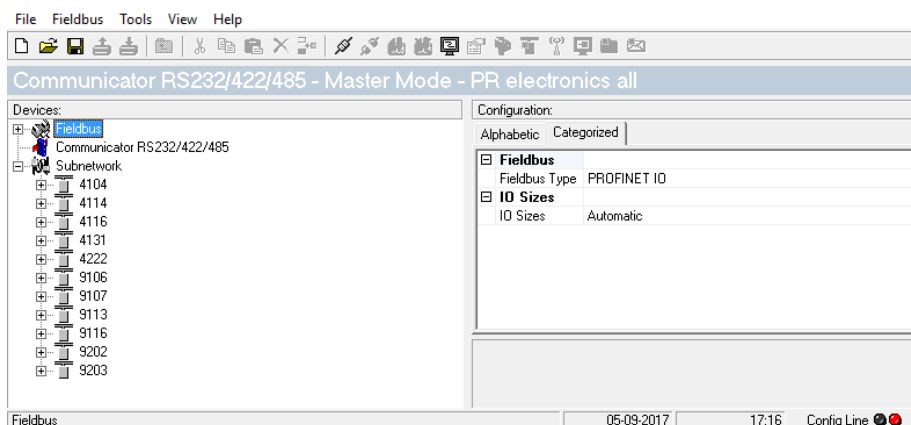 File Fieldbus Tools View Help
Communicator RS232/422/485 - Master Mode - PR electronics all
Devices:
Fieldbus
Communicator RS232/422/485
Subnetwork
4104
4114
4116
4131
4222
9106
9107
9113
9116
9202
9203
Configuration:
Alphabetic Categorized
Fieldbus
Fieldbus Type PROFINET IO
IO Sizes
IO Sizes Automatic
Fieldbus 05-09-2017 17:16 Config Line